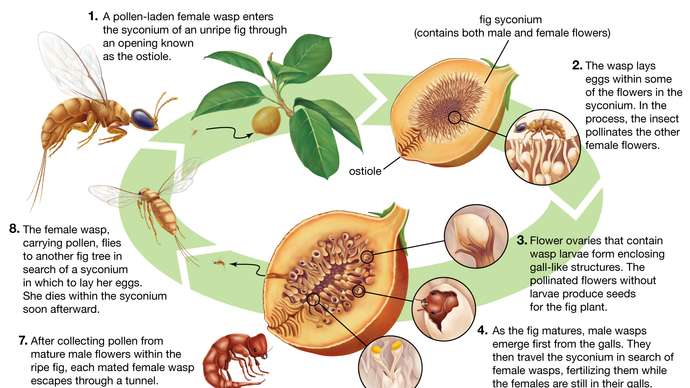 1. A pollen-laden female wasp enters
the syconium of an unripe fig through
an opening known
as the ostiole.
fig syconium
(contains both male and female flowers)
2. The wasp lays
eggs within some
of the flowers in the
syconium. In the
process, the insect
pollinates the other
female flowers.
ostiole
3. Flower ovaries that contain
wasp larvae form enclosing
gall-like structures. The
pollinated flowers without
larvae produce seeds
for the fig plant.
4. As the fig matures, male wasps
emerge first from the galls. They
then travel the syconium in search of
female wasps, fertilizing them while
the females are still in their galls.
7. After collecting pollen from
mature male flowers within the
ripe fig, each mated female wasp
escapes through a tunnel.
8. The female wasp,
carrying pollen, flies
to another fig tree in
search of a syconium
in which to lay her eggs.
She dies within the syconium
soon afterward.